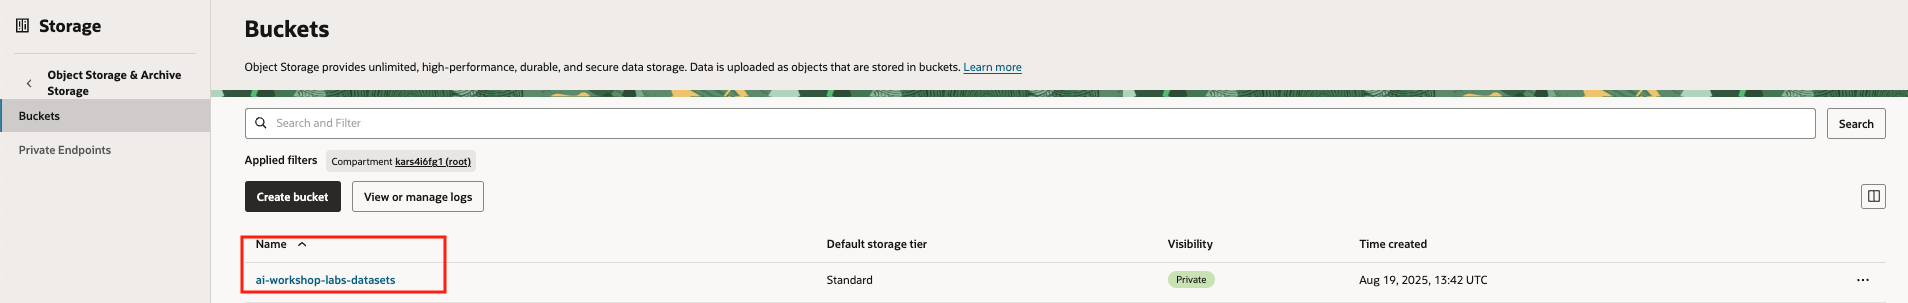 Storage
Object Storage & Archive
Storage
Buckets
Private Endpoints
Buckets
Object Storage provides unlimited, high-performance, durable, and secure data storage. Data is uploaded as objects that are stored in buckets. Learn more
Search and Filter
Search
Applied filters Compartment kars4i6fg1 (root)
Create bucket View or manage logs
Name Default storage tier Visibility Time created
ai-workshop-labs-datasets Standard Private Aug 19, 2025, 13:42 UTC